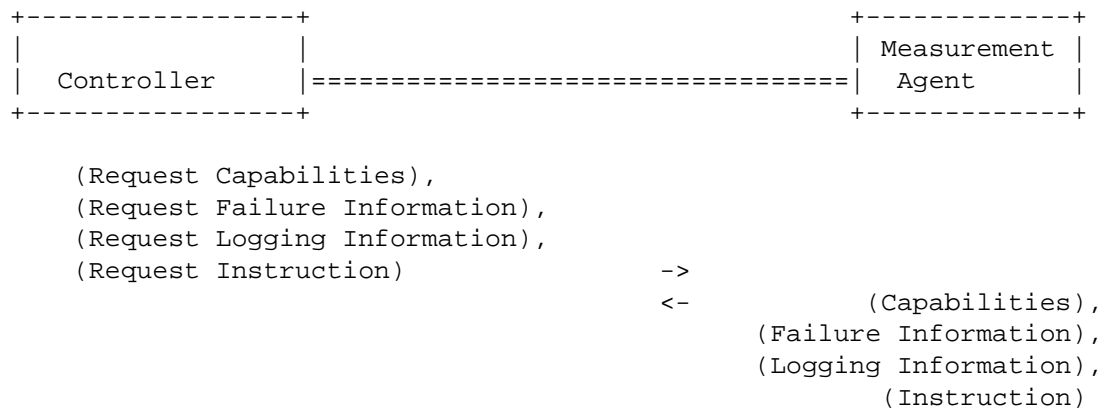 +-----------------+                                  +-------------+
|                 |                                  | Measurement |
|  Controller     |==================================|  Agent      |
+-----------------+                                  +-------------+
(Request Capabilities),
(Request Failure Information),
(Request Logging Information),
(Request Instruction)                ->
<-          (Capabilities),
(Failure Information),
(Logging Information),
(Instruction)